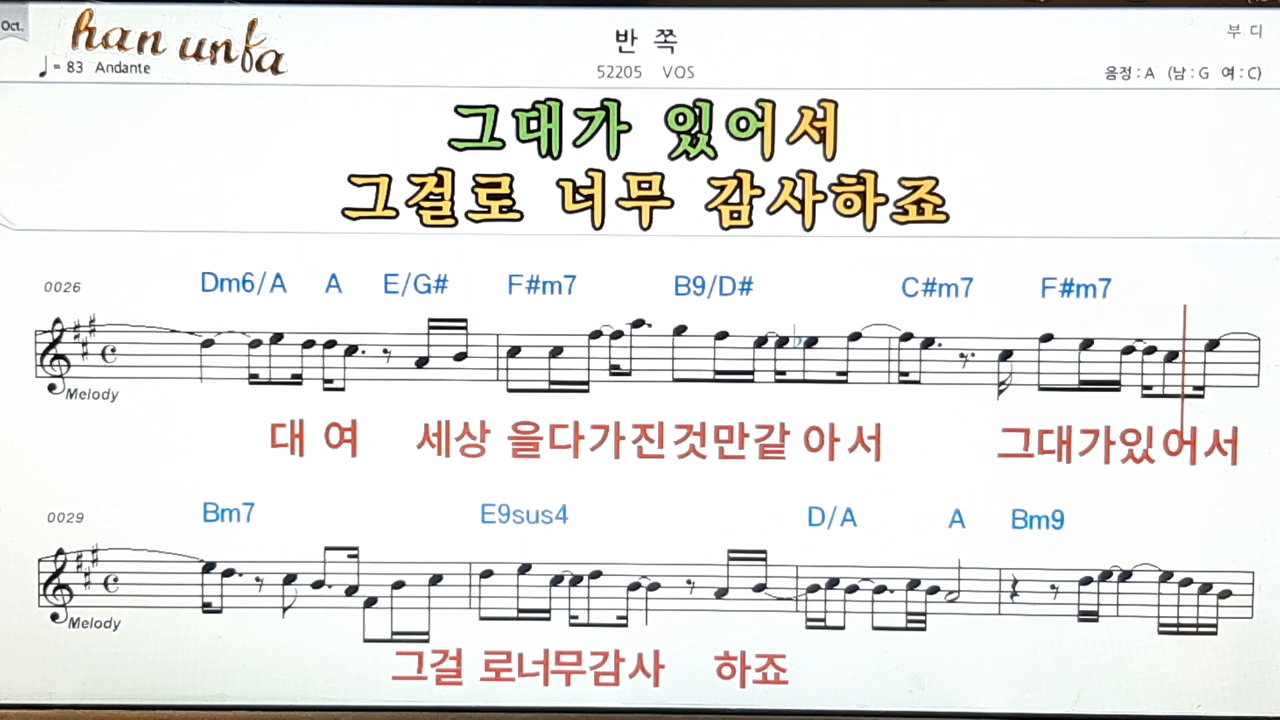 Oct.
han unfa
♩= 83 Andante
반 쪽
52205 VOS
부 디
음정 : A (남 : G 여 : C)
그대가 있어서
그걸로 너무 감사하죠
0026
Dm6/A A E/G# F#m7 B9/D# C#m7 F#m7
Melody
대 여 세상 을다가진것만같 아 서 그대가있어서
0029
Bm7 E9sus4 D/A A Bm9
Melody
그걸 로너무감사 하죠